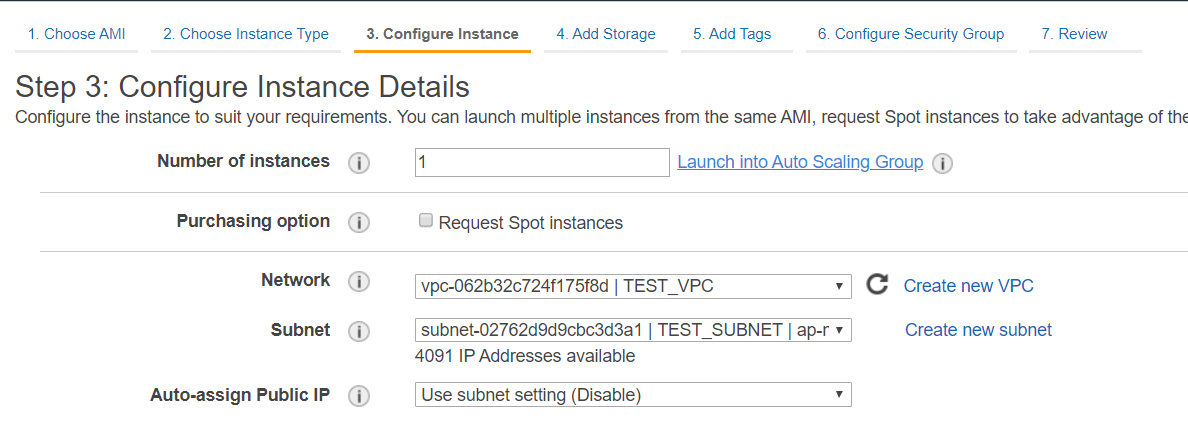 1. Choose AMI 2. Choose Instance Type 3. Configure Instance 4. Add Storage 5. Add Tags 6. Configure Security Group 7. Review
Step 3: Configure Instance Details
Configure the instance to suit your requirements. You can launch multiple instances from the same AMI, request Spot instances to take advantage of the
Number of instances i 1 Launch into Auto Scaling Group i
Purchasing option i Request Spot instances
Network i vpc-062b32c724f175f8d | TEST_VPC Create new VPC
Subnet i subnet-02762d9d9cbc3d3a1 | TEST_SUBNET | ap-r Create new subnet
4091 IP Addresses available
Auto-assign Public IP i Use subnet setting (Disable)